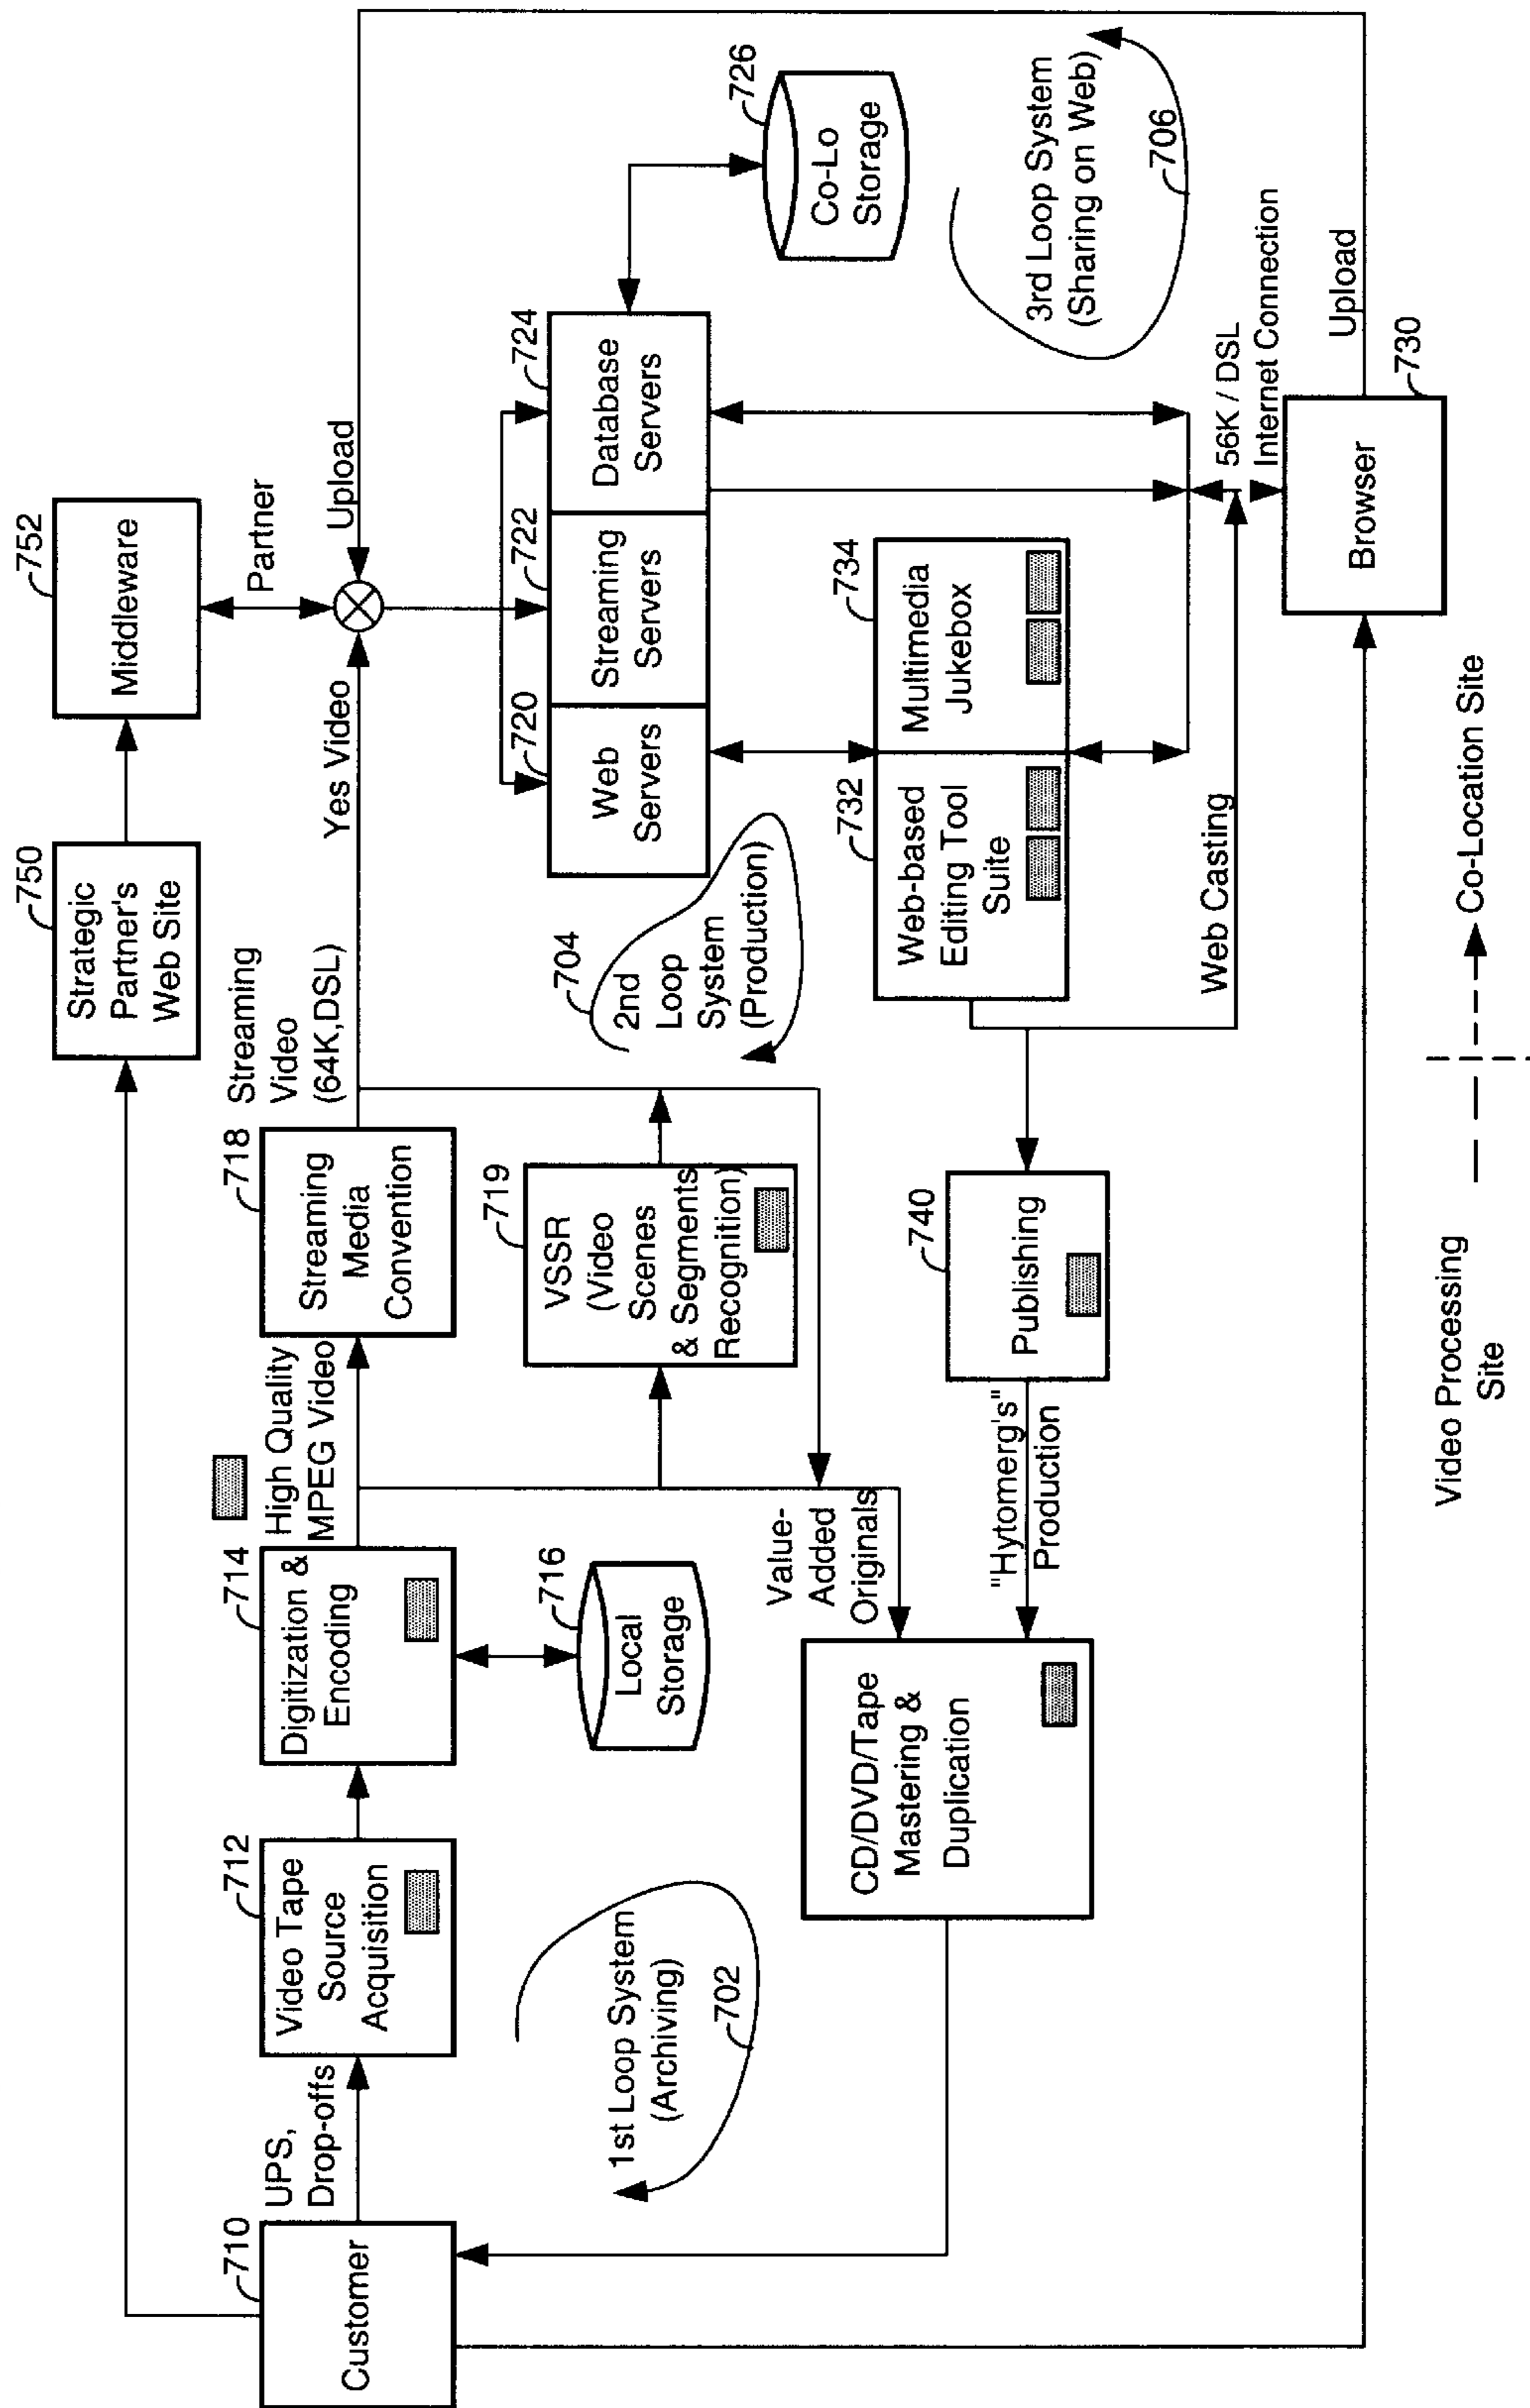 750
Strategic
Partner's
Web Site
752
Middleware
Partner
710
Customer
UPS,
Drop-offs
712
Video Tape
Source
Acquisition
714
Digitization &
Encoding
High Quality
MPEG Video
718
Streaming
Media
Convention
Streaming
Video
(64K,DSL)
Yes Video
Upload
716
Local
Storage
719
VSSR
(Video
Scenes
& Segments
Recognition)
704
2nd
Loop
System
(Production)
720
Web
Servers
722
Streaming
Servers
724
Database
Servers
726
Co-Lo
Storage
1st Loop System
(Archiving)
702
Value-
Added
Originals
CD/DVD/Tape
Mastering &
Duplication
"Hytomerg's"
Production
740
Publishing
732
Web-based
Editing Tool
Suite
734
Multimedia
Jukebox
3rd Loop System
(Sharing on Web)
706
Web Casting
56K / DSL
Internet Connection
Browser
730
Upload
Video Processing
Site
Co-Location Site